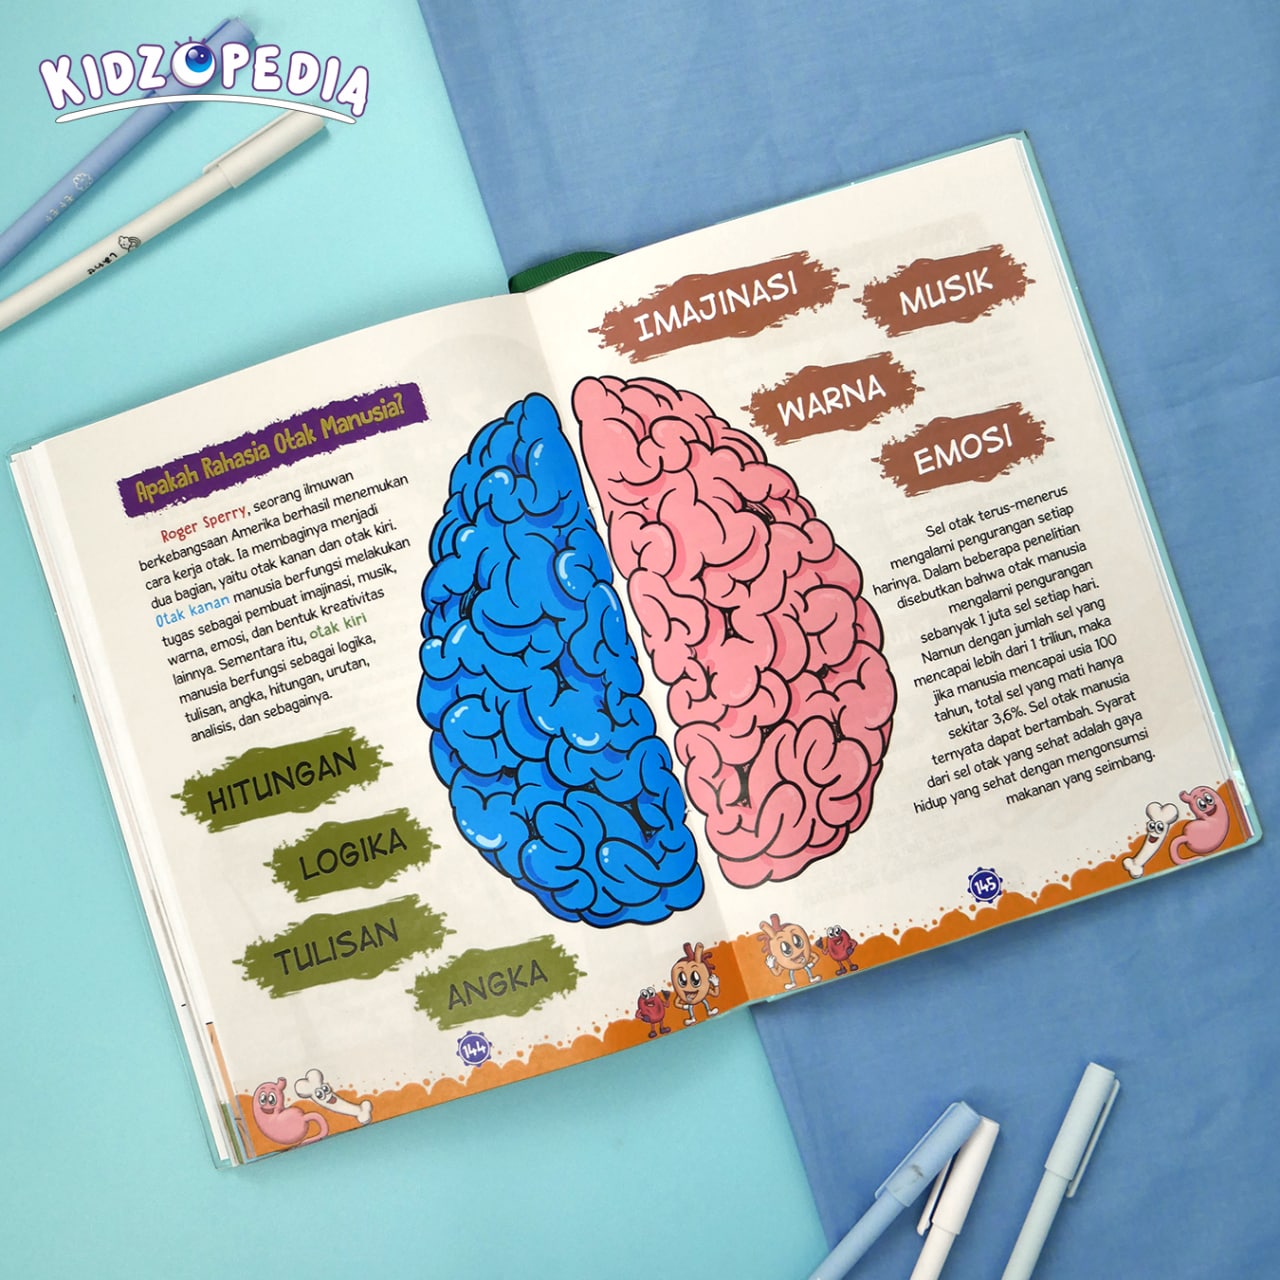 KIDZOPEDIA
Apakah Rahasia Otak Manusia?
Roger Sperry, seorang ilmuwan
berkebangsaan Amerika berhasil menemukan
cara kerja otak. Ia membaginya menjadi
dua bagian, yaitu otak kanan dan otak kiri.
Otak kanan manusia berfungsi melakukan
tugas sebagai pembuat imajinasi, musik,
warna, emosi, dan bentuk kreativitas
lainnya. Sementara itu, otak kiri
manusia berfungsi sebagai logika,
tulisan, angka, hitungan, urutan,
analisis, dan sebagainya.
HITUNGAN
LOGIKA
TULISAN
ANGKA
144
IMAJINASI
MUSIK
WARNA
EMOSI
Sel otak terus-menerus
mengalami pengurangan setiap
harinya. Dalam beberapa penelitian
disebutkan bahwa otak manusia
mengalami pengurangan
sebanyak 1 juta sel setiap hari.
Namun dengan jumlah sel yang
mencapai lebih dari 1 triliun, maka
jika manusia mencapai usia 100
tahun, total sel yang mati hanya
sekitar 3,6%. Sel otak manusia
ternyata dapat bertambah. Syarat
dari sel otak yang sehat adalah gaya
hidup yang sehat dengan mengonsumsi
makanan yang seimbang.
145